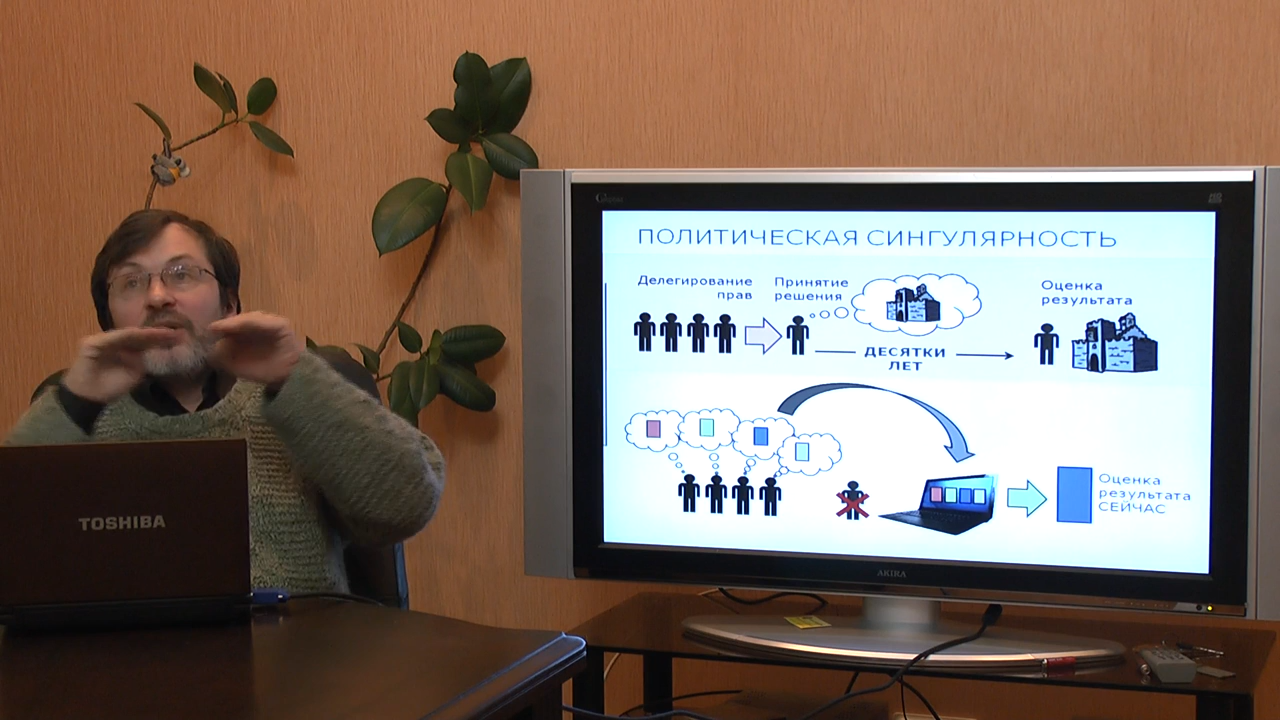 ПОЛИТИЧЕСКАЯ СИНГУЛЯРНОСТЬ
Делегирование
прав
Принятие
решения
Оценка
результата
ДЕСЯТКИ
ЛЕТ
Оценка
результата
СЕЙЧАС
TOSHIBA
AKIRA